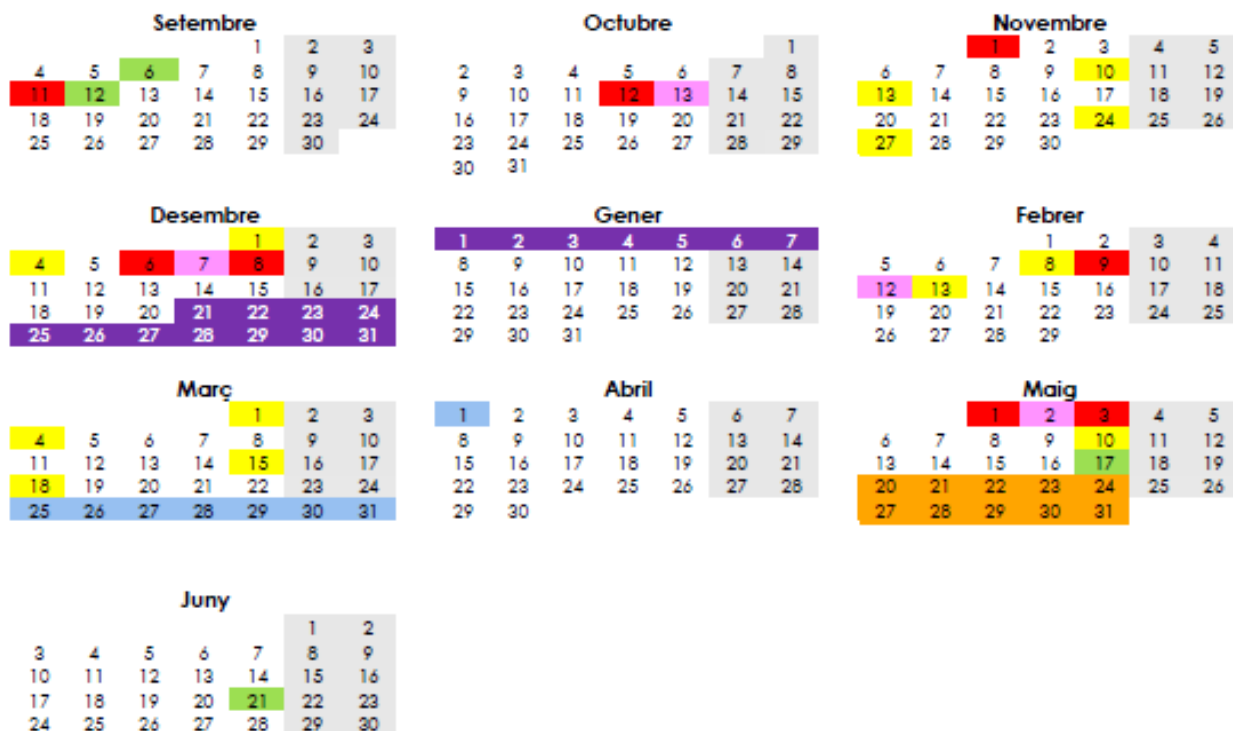 Setembre
1 2 3
4 5 6 7 8 9 10
11 12 13 14 15 16 17
18 19 20 21 22 23 24
25 26 27 28 29 30
Octubre
1
2 3 4 5 6 7 8
9 10 11 12 13 14 15
16 17 18 19 20 21 22
23 24 25 26 27 28 29
30 31
Novembre
1 2 3 4 5
6 7 8 9 10 11 12
13 14 15 16 17 18 19
20 21 22 23 24 25 26
27 28 29 30
Desembre
1 2 3
4 5 6 7 8 9 10
11 12 13 14 15 16 17
18 19 20 21 22 23 24
25 26 27 28 29 30 31
Gener
1 2 3 4 5 6 7
8 9 10 11 12 13 14
15 16 17 18 19 20 21
22 23 24 25 26 27 28
29 30 31
Febrer
1 2 3 4
5 6 7 8 9 10 11
12 13 14 15 16 17 18
19 20 21 22 23 24 25
26 27 28 29
Març
1 2 3
4 5 6 7 8 9 10
11 12 13 14 15 16 17
18 19 20 21 22 23 24
25 26 27 28 29 30 31
Abril
1 2 3 4 5 6 7
8 9 10 11 12 13 14
15 16 17 18 19 20 21
22 23 24 25 26 27 28
29 30
Maig
1 2 3 4 5
6 7 8 9 10 11 12
13 14 15 16 17 18 19
20 21 22 23 24 25 26
27 28 29 30 31
Juny
1 2
3 4 5 6 7 8 9
10 11 12 13 14 15 16
17 18 19 20 21 22 23
24 25 26 27 28 29 30